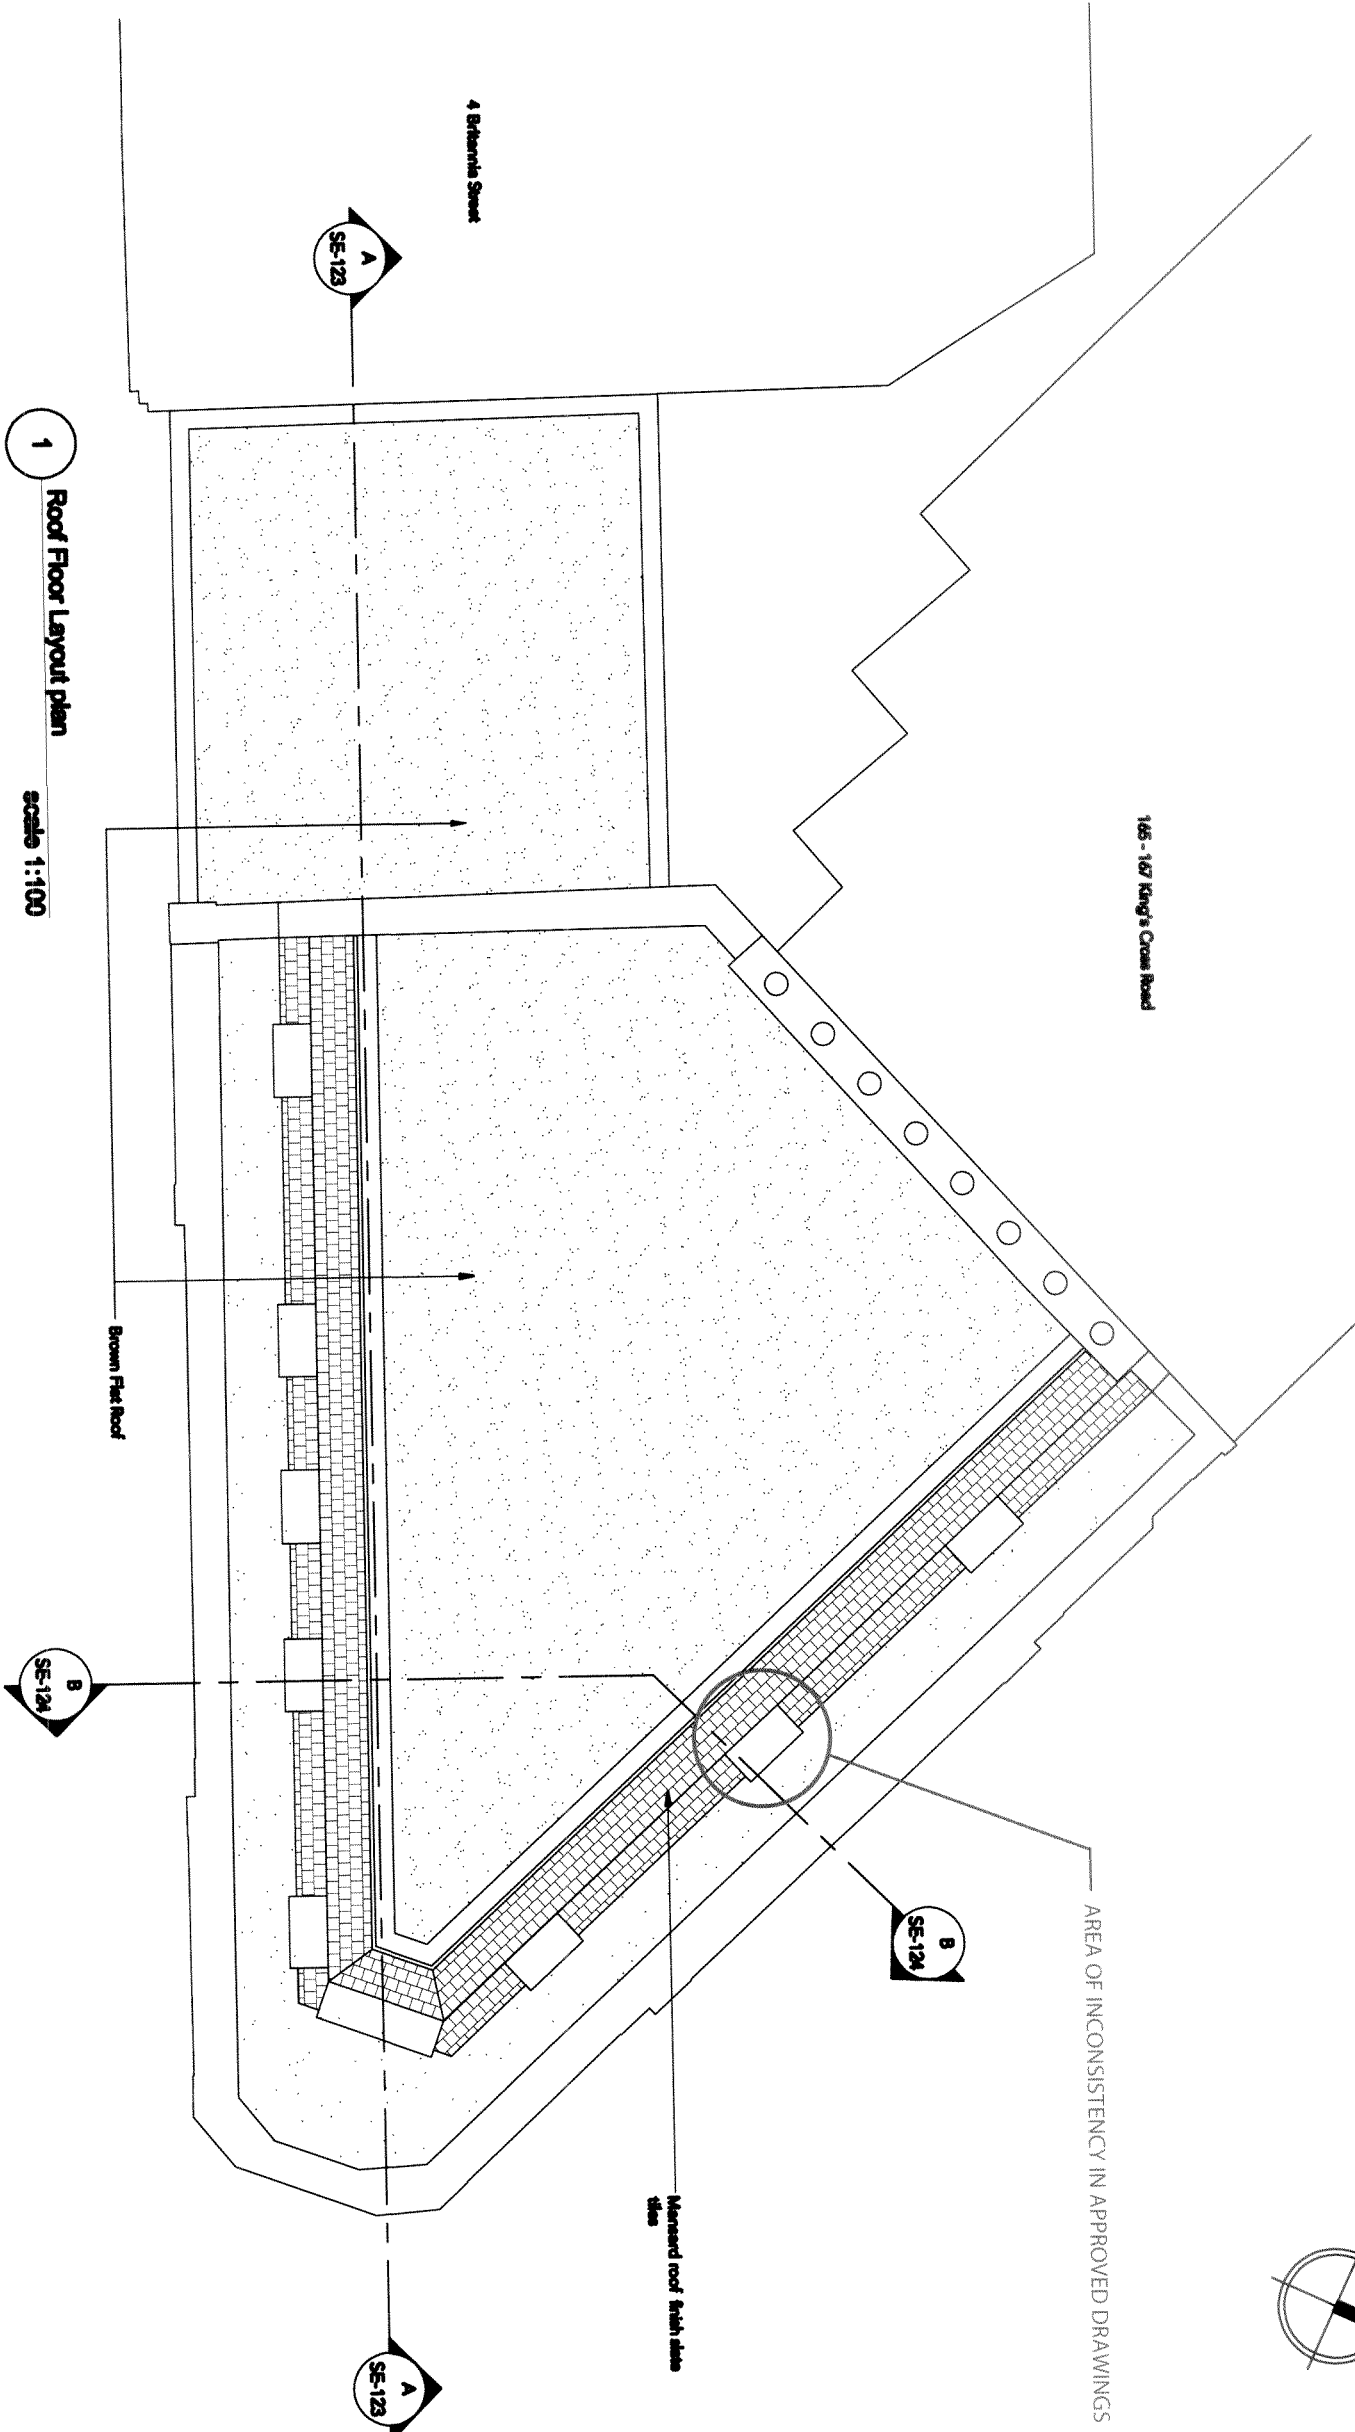 4 Britannia Street
165 - 167 King's Cross Road
A
SE-123
1
Roof Floor Layout plan
scale 1:100
Brown Flat Roof
B
SE-124
B
SE-124
AREA OF INCONSISTENCY IN APPROVED DRAWINGS
Mansard roof finish slate
tiles
A
SE-123